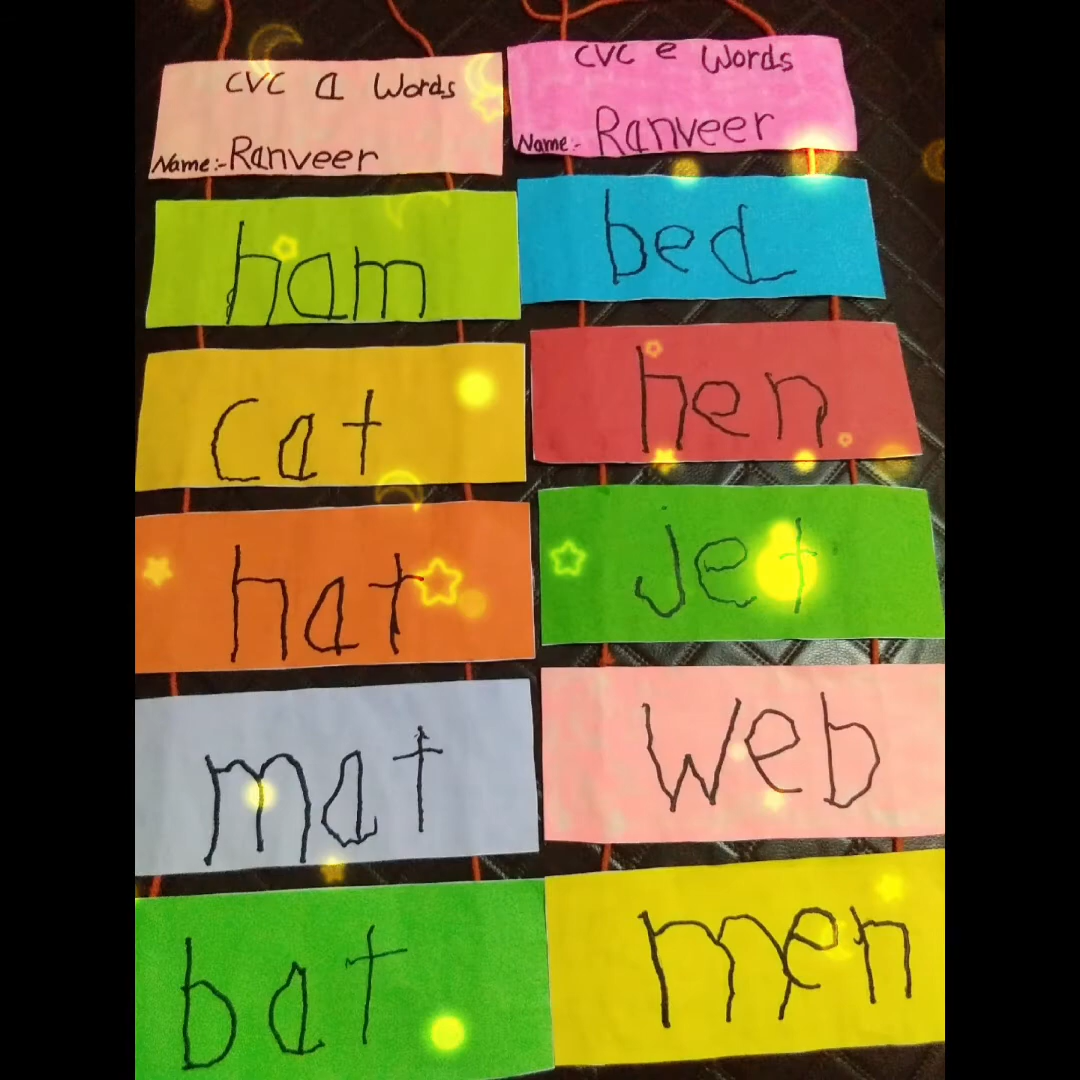 CVC a Words
Name:- Ranveer
ham
cat
hat
mat
bat
CVC e Words
Name:- Ranveer
bed
hen
jet
web
men